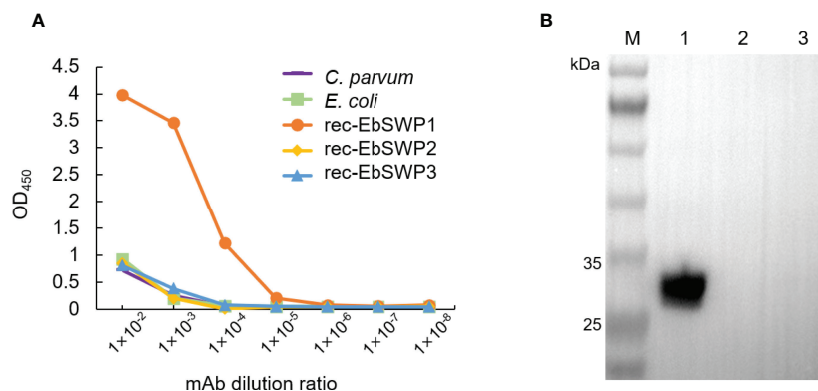 A
4.5
4
3.5
3
2.5
2
1.5
1
0.5
0
OD₄₅₀
C. parvum
E. coli
rec-EbSWP1
rec-EbSWP2
rec-EbSWP3
1×10⁻²
1×10⁻³
1×10⁻⁴
1×10⁻⁵
1×10⁻⁶
1×10⁻⁷
1×10⁻⁸
mAb dilution ratio
B
M 1 2 3
kDa
35
25